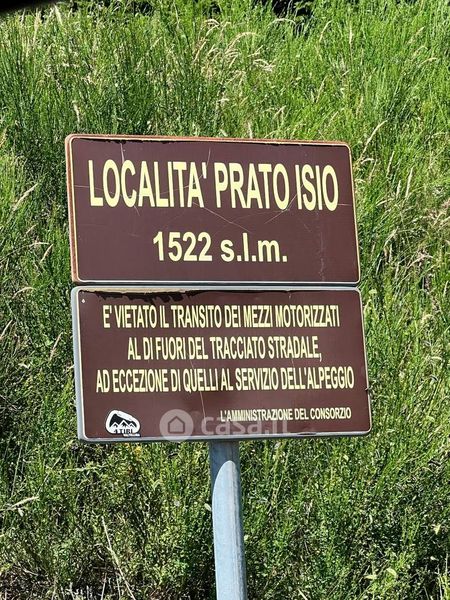 LOCALITA' PRATO ISIO
1522 s.l.m.
E' VIETATO IL TRANSITO DEI MEZZI MOTORIZZATI
AL DI FUORI DEL TRACCIATO STRADALE,
AD ECCEZIONE DI QUELLI AL SERVIZIO DELL'ALPEGGIO
L'AMMINISTRAZIONE DEL CONSORZIO
casa.it